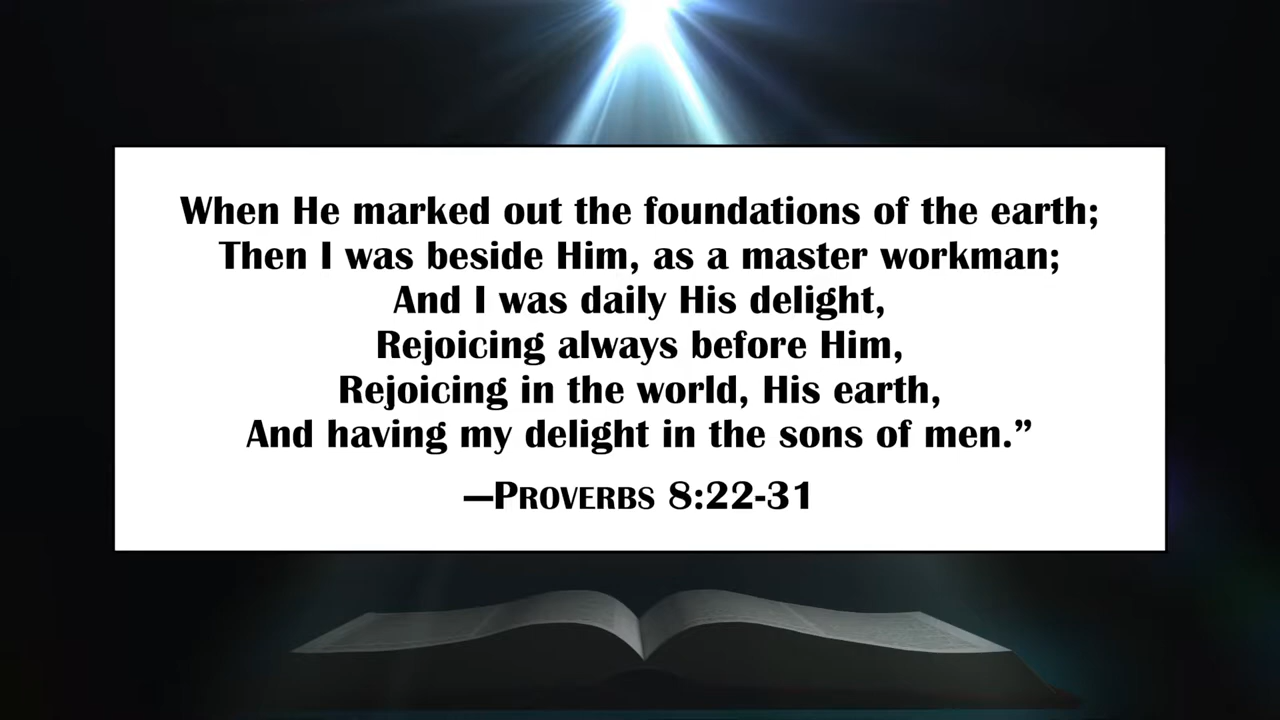 When He marked out the foundations of the earth;
Then I was beside Him, as a master workman;
And I was daily His delight,
Rejoicing always before Him,
Rejoicing in the world, His earth,
And having my delight in the sons of men.”
—Proverbs 8:22-31